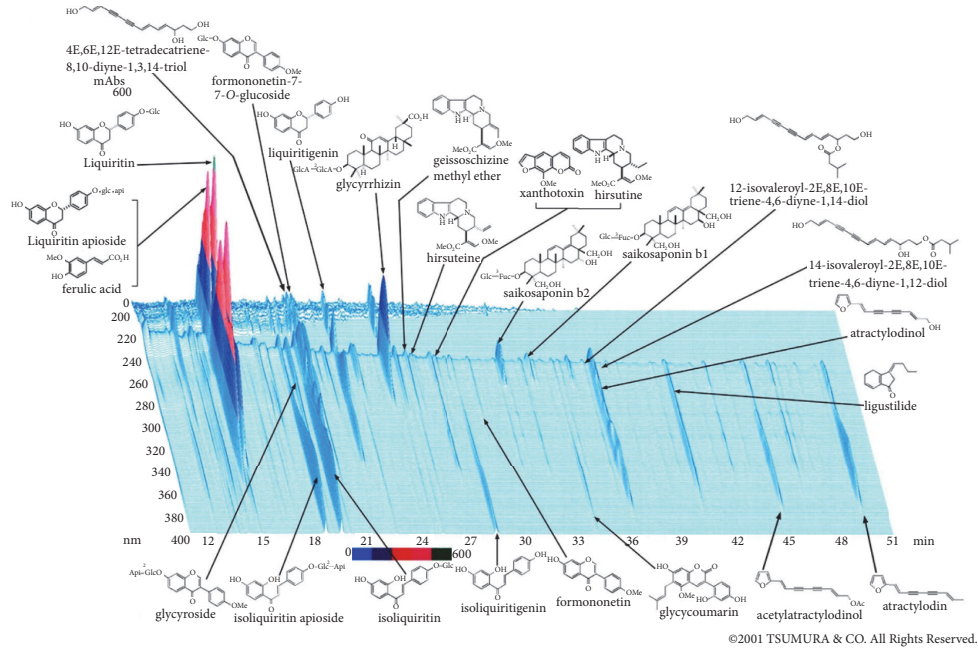 4E,6E,12E-tetradecatriene-
8,10-diyne-1,3,14-triol
mAbs
600
formononetin-7-
7-O-glucoside
Liquiritin
liquiritigenin
glycyrrhizin
geissoschizine
methyl ether
hirsuteine
xanthotoxin
hirsutine
saikosaponin b2
saikosaponin b1
12-isovaleroyl-2E,8E,10E-
triene-4,6-diyne-1,14-diol
14-isovaleroyl-2E,8E,10E-
triene-4,6-diyne-1,12-diol
Liquiritin apioside
ferulic acid
atractylodinol
ligustilide
0
200
220
240
260
280
300
320
340
360
380
nm 400 12 15 18 21 24 27 30 33 36 39 42 45 48 51 min
0 600
glycyroside
isoliquiritin apioside
isoliquiritin
isoliquiritigenin
formononetin
glycycoumarin
acetylatractylodinol
atractylodin
©2001 TSUMURA & CO. All Rights Reserved.